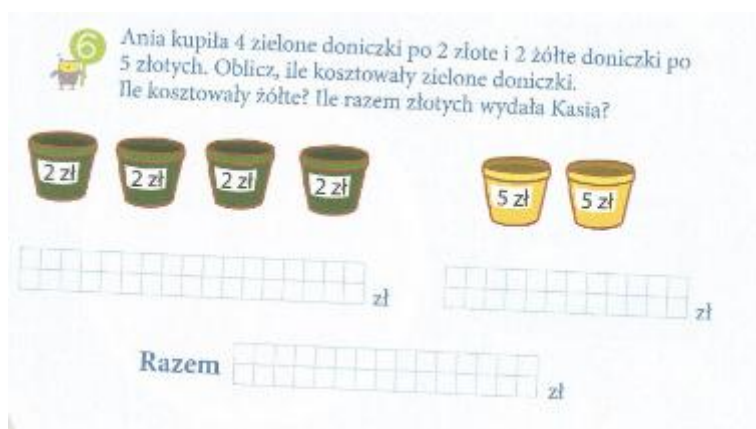 6
Ania kupiła 4 zielone doniczki po 2 złote i 2 żółte doniczki po
5 złotych. Oblicz, ile kosztowały zielone doniczki.
Ile kosztowały żółte? Ile razem złotych wydała Kasia?
2 zł 2 zł 2 zł 2 zł 5 zł 5 zł
zł zł
Razem zł